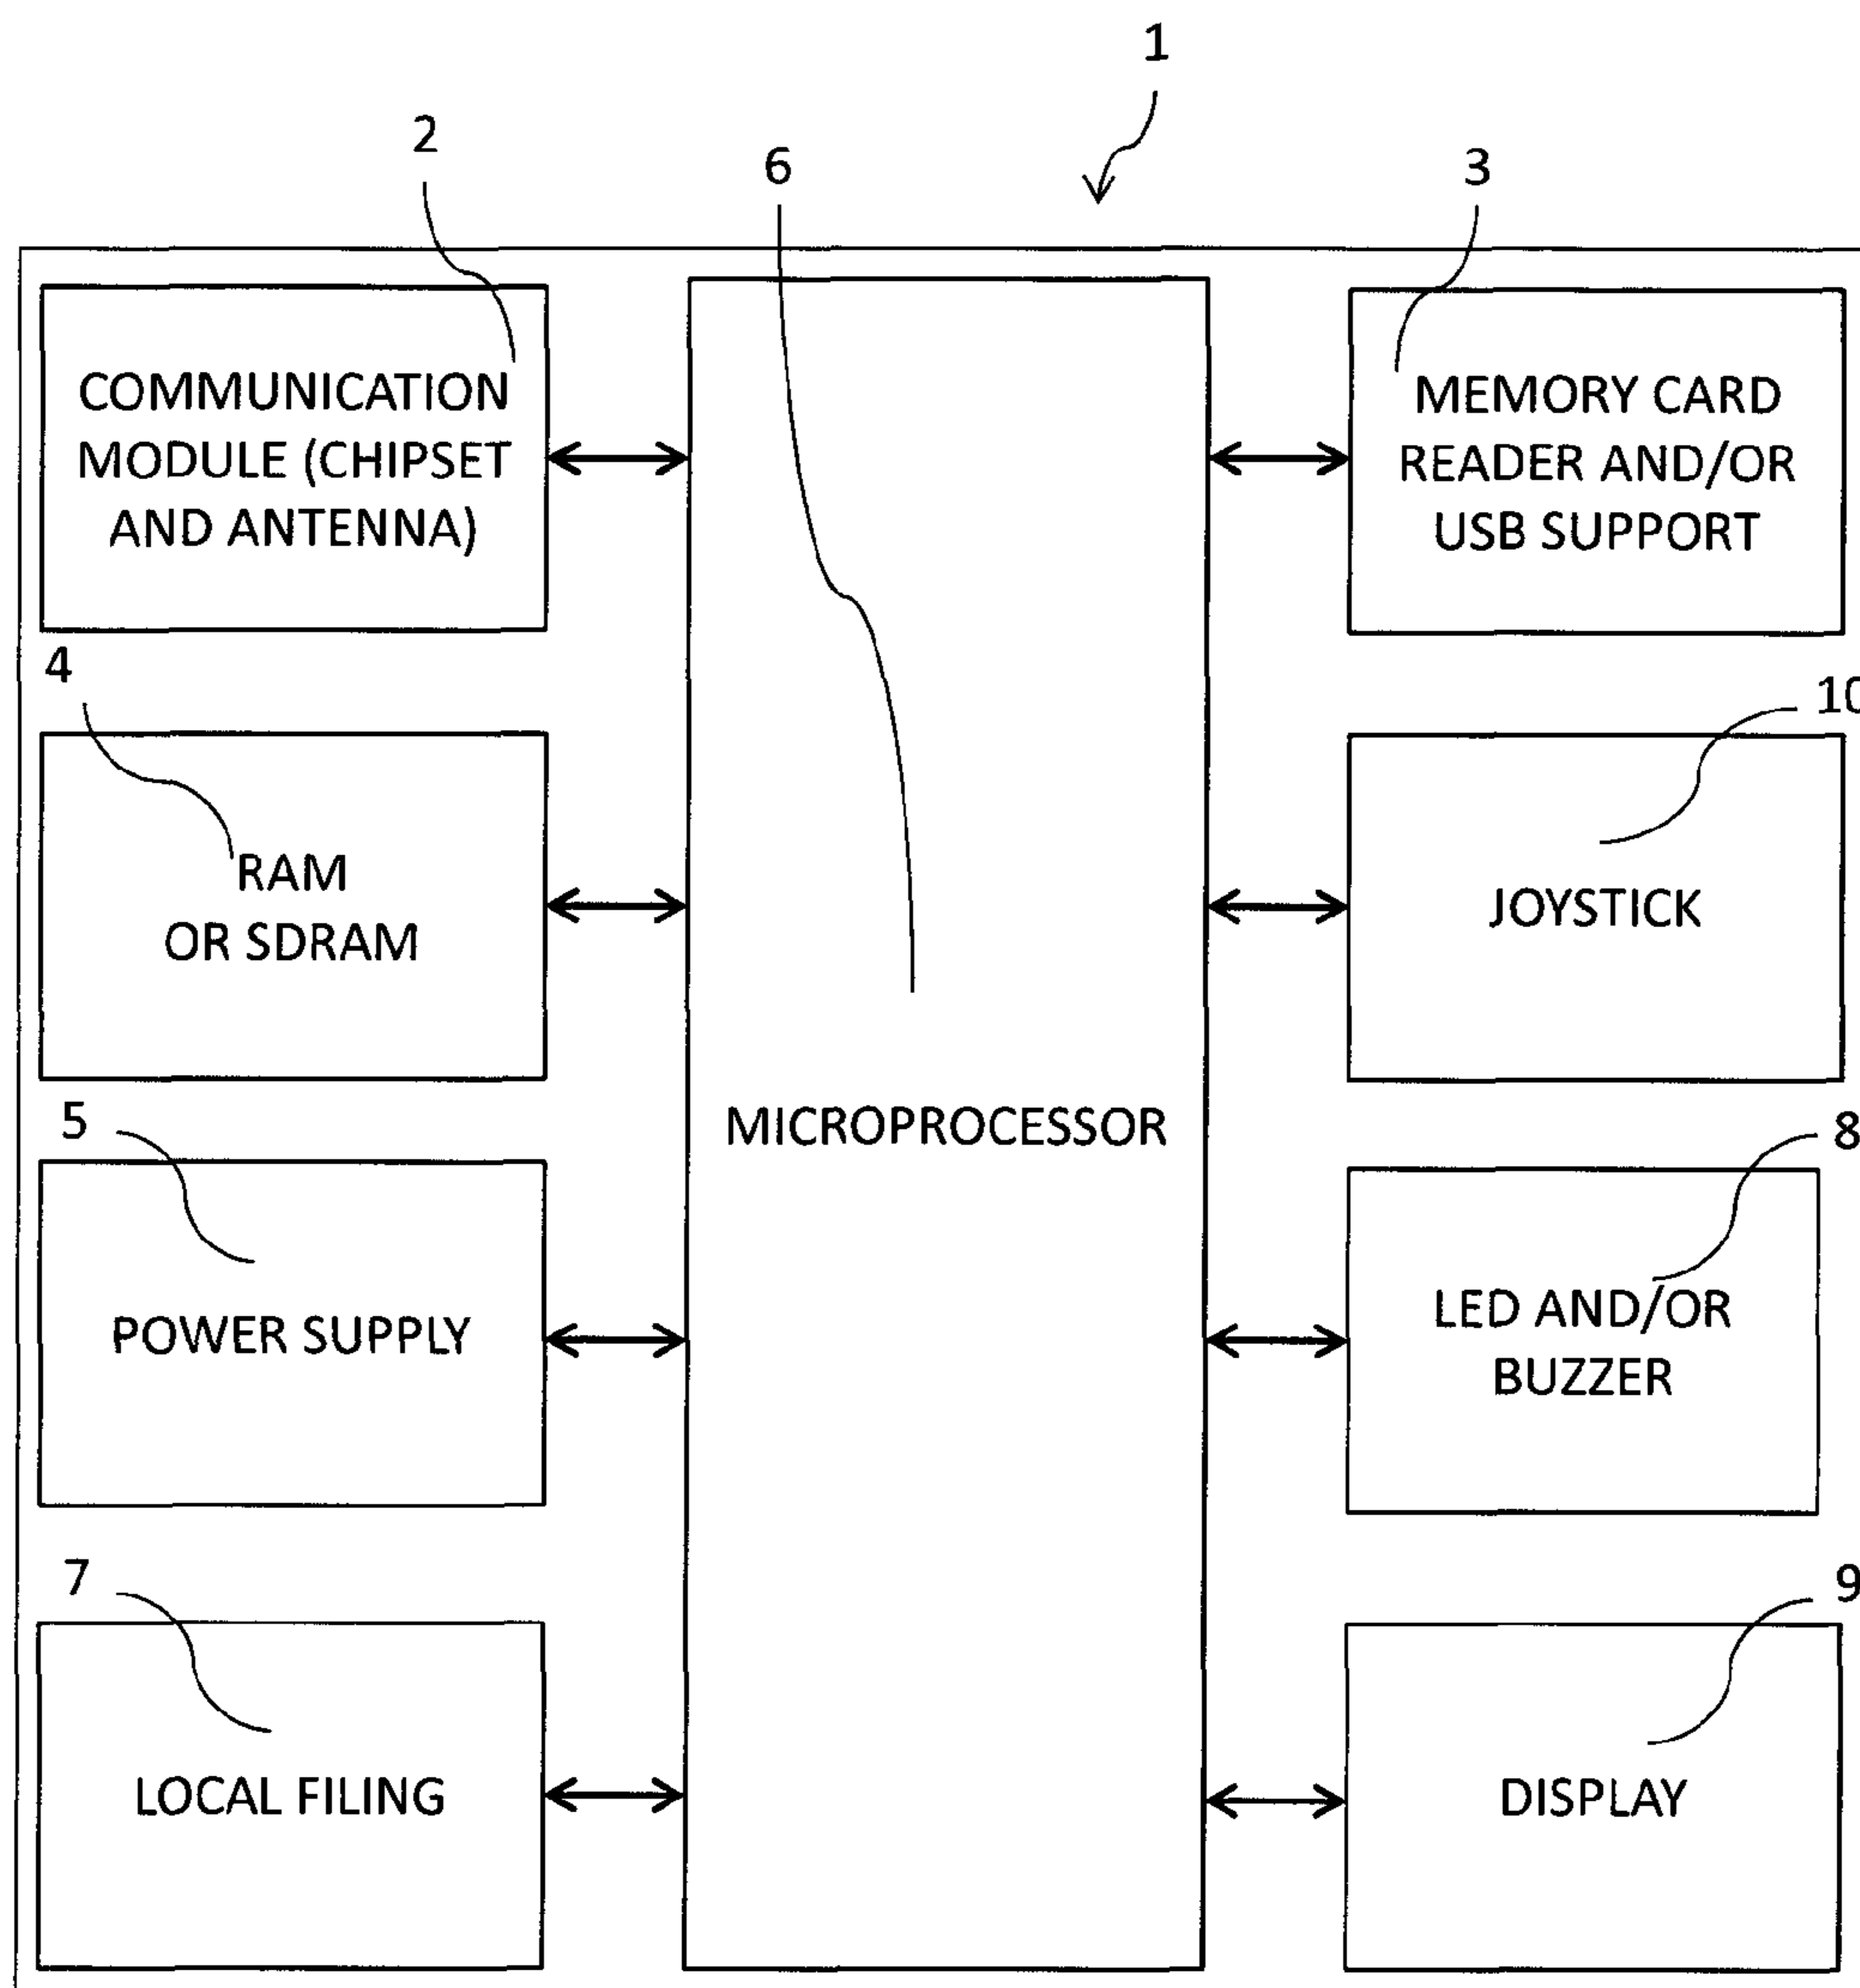 1
2
6
3
COMMUNICATION
MODULE (CHIPSET
AND ANTENNA)
MEMORY CARD
READER AND/OR
USB SUPPORT
4
10
RAM
OR SDRAM
JOYSTICK
MICROPROCESSOR
5
8
POWER SUPPLY
LED AND/OR
BUZZER
7
9
LOCAL FILING
DISPLAY